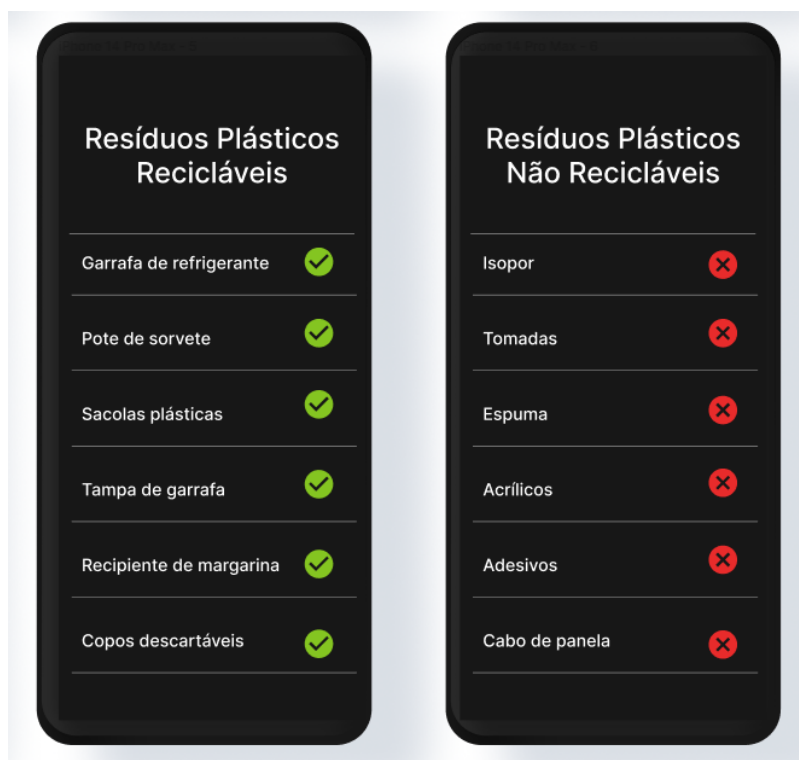 Resíduos Plásticos
Recicláveis
Garrafa de refrigerante
Pote de sorvete
Sacolas plásticas
Tampa de garrafa
Recipiente de margarina
Copos descartáveis
Resíduos Plásticos
Não Recicláveis
Isopor
Tomadas
Espuma
Acrílicos
Adesivos
Cabo de panela